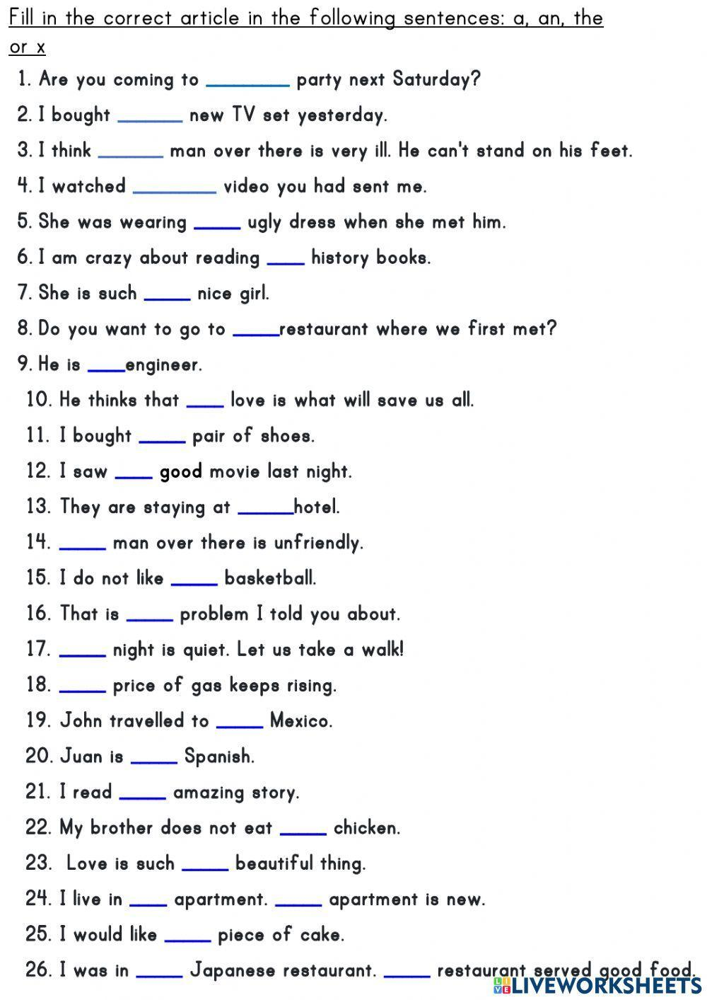 Fill in the correct article in the following sentences: a, an, the
or x
1. Are you coming to _________ party next Saturday?
2. I bought _______ new TV set yesterday.
3. I think _______ man over there is very ill. He can't stand on his feet.
4. I watched _________ video you had sent me.
5. She was wearing _____ ugly dress when she met him.
6. I am crazy about reading ____ history books.
7. She is such _____ nice girl.
8. Do you want to go to _____restaurant where we first met?
9. He is ____engineer.
10. He thinks that ____ love is what will save us all.
11. I bought _____ pair of shoes.
12. I saw ____ good movie last night.
13. They are staying at ______hotel.
14. _____ man over there is unfriendly.
15. I do not like _____ basketball.
16. That is _____ problem I told you about.
17. _____ night is quiet. Let us take a walk!
18. _____ price of gas keeps rising.
19. John travelled to _____ Mexico.
20. Juan is _____ Spanish.
21. I read _____ amazing story.
22. My brother does not eat _____ chicken.
23. Love is such _____ beautiful thing.
24. I live in ____ apartment. _____ apartment is new.
25. I would like _____ piece of cake.
26. I was in _____ Japanese restaurant. _____ restaurant served good food.
LIVE LIVEWORKSHEETS